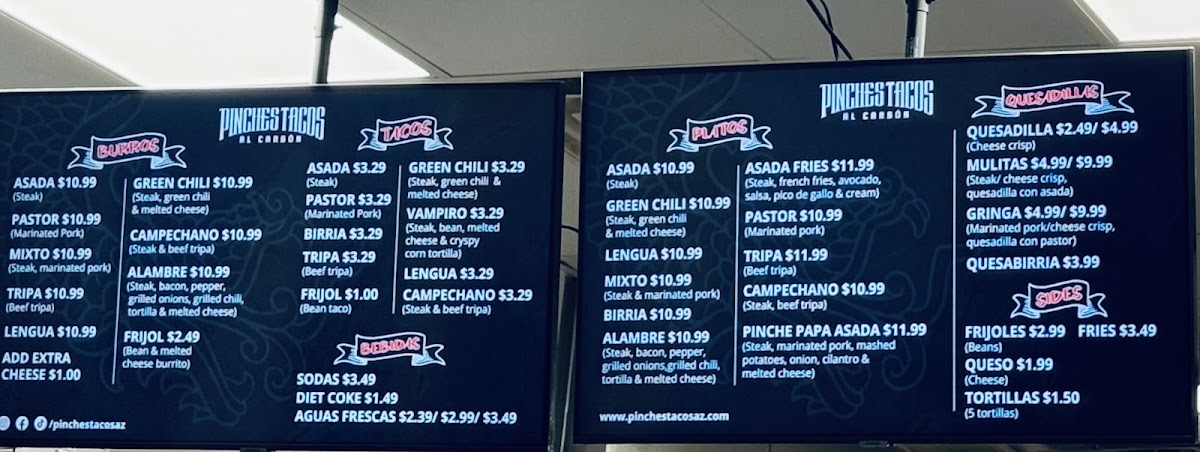 PINCHES TACOS
AL CARBÓN
BURROS
ASADA $10.99
(Steak)
PASTOR $10.99
(Marinated Pork)
MIXTO $10.99
(Steak, marinated pork)
TRIPA $10.99
(Beef tripa)
LENGUA $10.99
ADD EXTRA
CHEESE $1.00
GREEN CHILI $10.99
(Steak, green chili
& melted cheese)
CAMPECHANO $10.99
(Steak & beef tripa)
ALAMBRE $10.99
(Steak, bacon, pepper,
grilled onions, grilled chili,
tortilla & melted cheese)
FRIJOL $2.49
(Bean & melted
cheese burrito)
/pinchestacosaz
TACOS
ASADA $3.29
(Steak)
PASTOR $3.29
(Marinated Pork)
BIRRIA $3.29
TRIPA $3.29
(Beef tripa)
FRIJOL $1.00
(Bean taco)
GREEN CHILI $3.29
(Steak, green chili &
melted cheese)
VAMPIRO $3.29
(Steak, bean, melted
cheese & cryspy
corn tortilla)
LENGUA $3.29
CAMPECHANO $3.29
(Steak & beef tripa)
BEBIDAS
SODAS $3.49
DIET COKE $1.49
AGUAS FRESCAS $2.39/ $2.99/ $3.49
PINCHES TACOS
AL CARBÓN
PLATOS
ASADA $10.99
(Steak)
GREEN CHILI $10.99
(Steak, green chili
& melted cheese)
LENGUA $10.99
MIXTO $10.99
(Steak & marinated pork)
BIRRIA $10.99
ALAMBRE $10.99
(Steak, bacon, pepper,
grilled onions,grilled chili,
tortilla & melted cheese)
ASADA FRIES $11.99
(Steak, french fries, avocado,
salsa, pico de gallo & cream)
PASTOR $10.99
(Marinated pork)
TRIPA $11.99
(Beef tripa)
CAMPECHANO $10.99
(Steak, beef tripa)
PINCHE PAPA ASADA $11.99
(Steak, marinated pork, mashed
potatoes, onion, cilantro &
melted cheese)
www.pinchestacosaz.com
QUESADILLAS
QUESADILLA $2.49/ $4.99
(Cheese crisp)
MULITAS $4.99/ $9.99
(Steak/ cheese crisp,
quesadilla con asada)
GRINGA $4.99/ $9.99
(Marinated pork/cheese crisp,
quesadilla con pastor)
QUESABIRRIA $3.99
SIDES
FRIJOLES $2.99 FRIES $3.49
(Beans)
QUESO $1.99
(Cheese)
TORTILLAS $1.50
(5 tortillas)